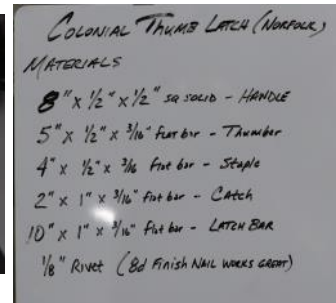 COLONIAL THUMB LATCH (NORFOLK)
MATERIALS
8" x 1/2" x 1/2" SQ SOLID - HANDLE
5" x 1/2" x 3/16" FLAT bar - Thumber
4" x 1/2 x 3/16 Flat bar - Staple
2" x 1" x 3/16" flat bar - Catch
10" x 1" x 3/16" flat bar - LATCH BAR
1/8" Rivet (8d Finish NAIL WORKS GREAT)